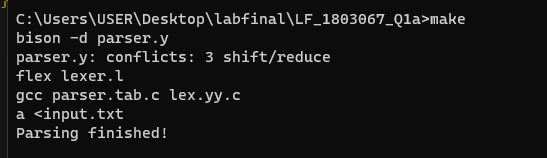 C:\Users\USER\Desktop\labfinal\LF_1803067_Q1a>make
bison -d parser.y
parser.y: conflicts: 3 shift/reduce
flex lexer.l
gcc parser.tab.c lex.yy.c
a <input.txt
Parsing finished!